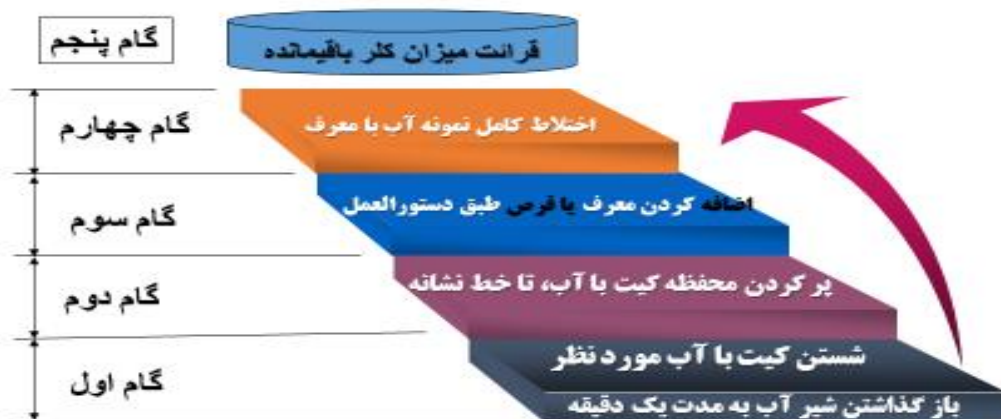 گام پنجم
قرائت میزان کلر باقیمانده
گام چهارم
اختلاط کامل نمونه آب با معرف
گام سوم
اضافه کردن معرف یا قرص طبق دستورالعمل
گام دوم
پر کردن محفظه کیت با آب، تا خط نشانه
گام اول
شستن کیت با آب مورد نظر
باز گذاشتن شیر آب به مدت یک دقیقه